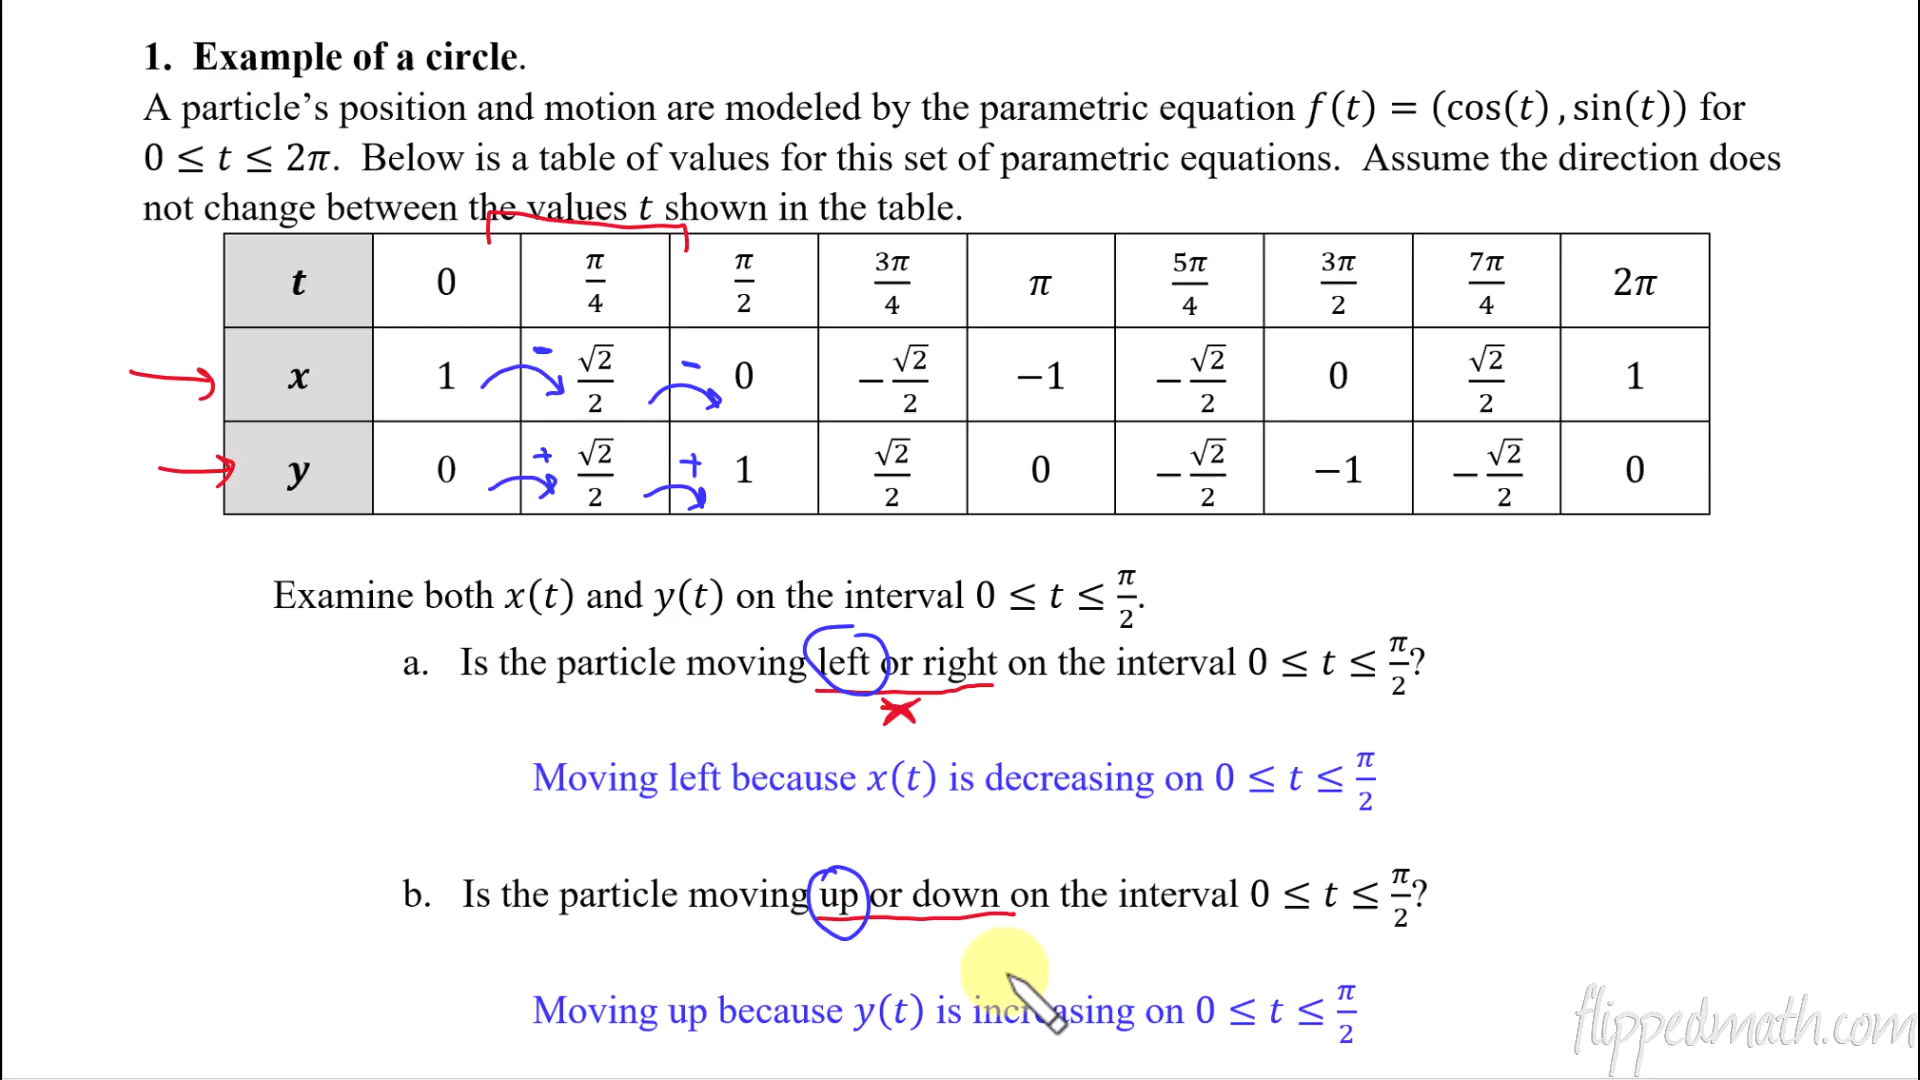 1. Example of a circle.
A particle’s position and motion are modeled by the parametric equation f(t) = (cos(t), sin(t)) for
0 ≤ t ≤ 2π. Below is a table of values for this set of parametric equations. Assume the direction does
not change between the values t shown in the table.
t 0 π/4 π/2 3π/4 π 5π/4 3π/2 7π/4 2π
x 1 - √2/2 - 0 −√2/2 −1 −√2/2 0 √2/2 1
y 0 + √2/2 + 1 √2/2 0 −√2/2 −1 −√2/2 0
Examine both x(t) and y(t) on the interval 0 ≤ t ≤ π/2.
a. Is the particle moving left or right on the interval 0 ≤ t ≤ π/2?
Moving left because x(t) is decreasing on 0 ≤ t ≤ π/2
b. Is the particle moving up or down on the interval 0 ≤ t ≤ π/2?
Moving up because y(t) is increasing on 0 ≤ t ≤ π/2
flippedmath.com